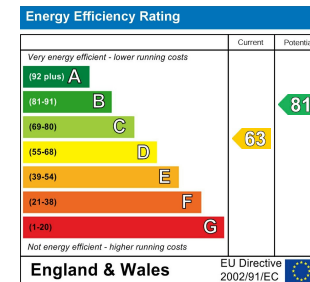 Energy Efficiency Rating
Current Potentia
Very energy efficient - lower running costs
(92 plus) A
(81-91) B
81
(69-80) C
63
(55-68) D
(39-54) E
(21-38) F
(1-20) G
Not energy efficient - higher running costs
England & Wales
EU Directive
2002/91/EC